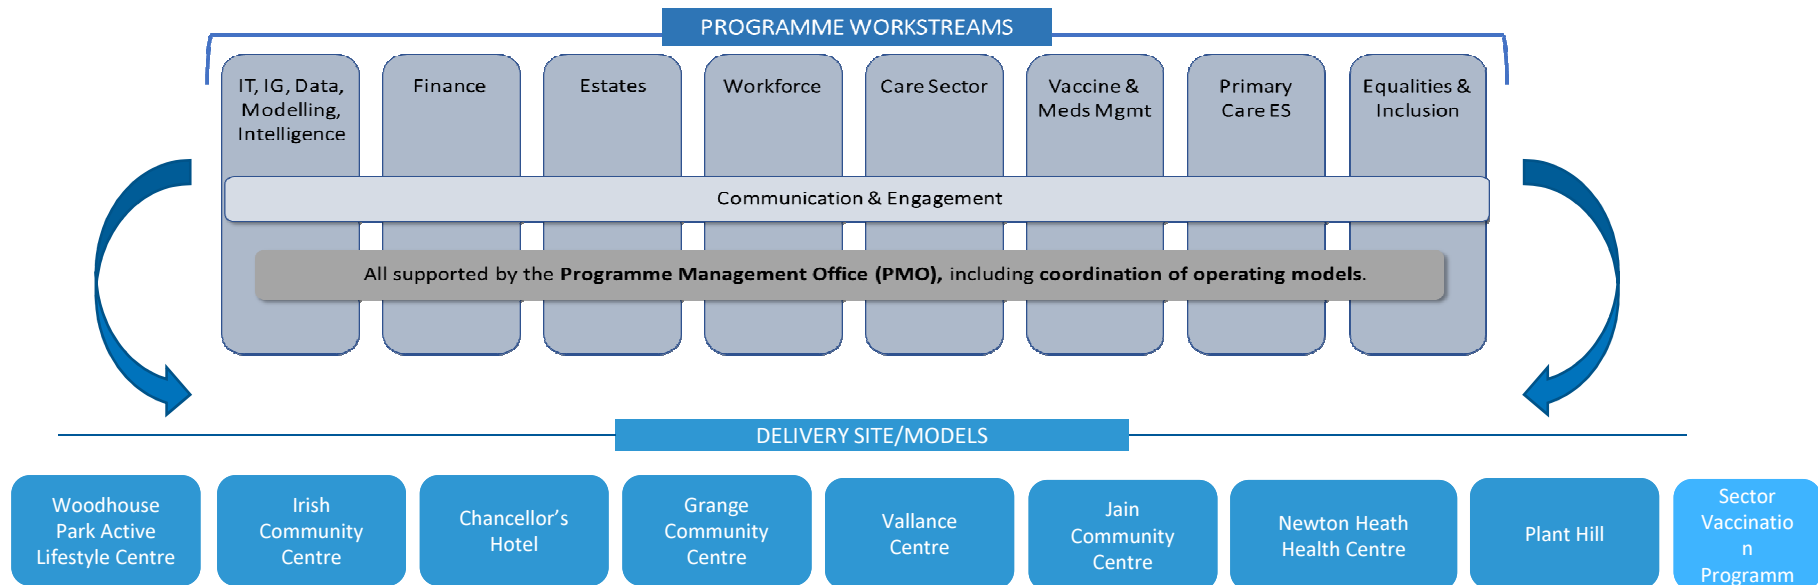 PROGRAMME WORKSTREAMS
IT, IG, Data,
Modelling,
Intelligence
Finance
Estates
Workforce
Care Sector
Vaccine &
Meds Mgmt
Primary
Care ES
Equalities &
Inclusion
Communication & Engagement
All supported by the Programme Management Office (PMO), including coordination of operating models.
DELIVERY SITE/MODELS
Woodhouse
Park Active
Lifestyle Centre
Irish
Community
Centre
Chancellor’s
Hotel
Grange
Community
Centre
Vallance
Centre
Jain
Community
Centre
Newton Heath
Health Centre
Plant Hill
Sector
Vaccinatio
n
Programm